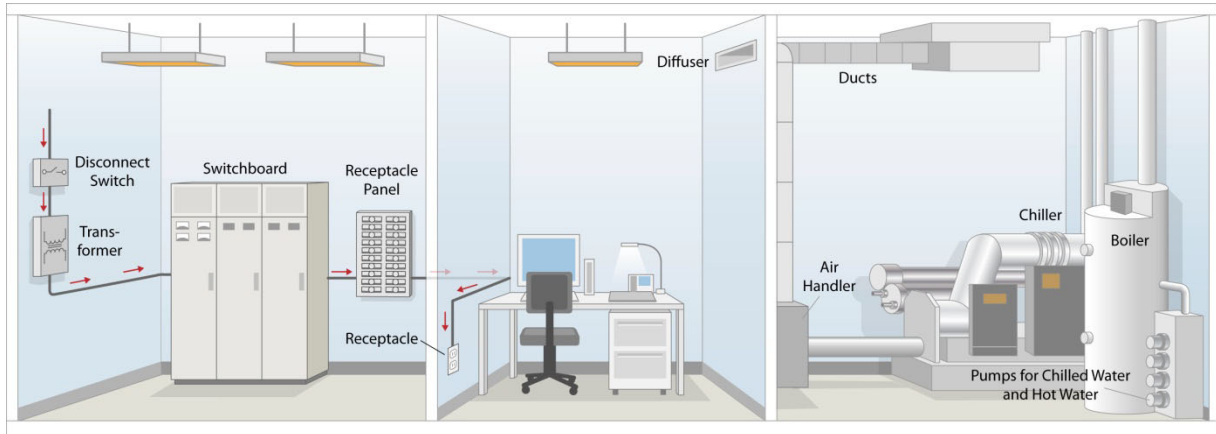 Disconnect
Switch
Trans-
former
Switchboard
Receptacle
Panel
Receptacle
Diffuser
Ducts
Air
Handler
Chiller
Boiler
Pumps for Chilled Water
and Hot Water